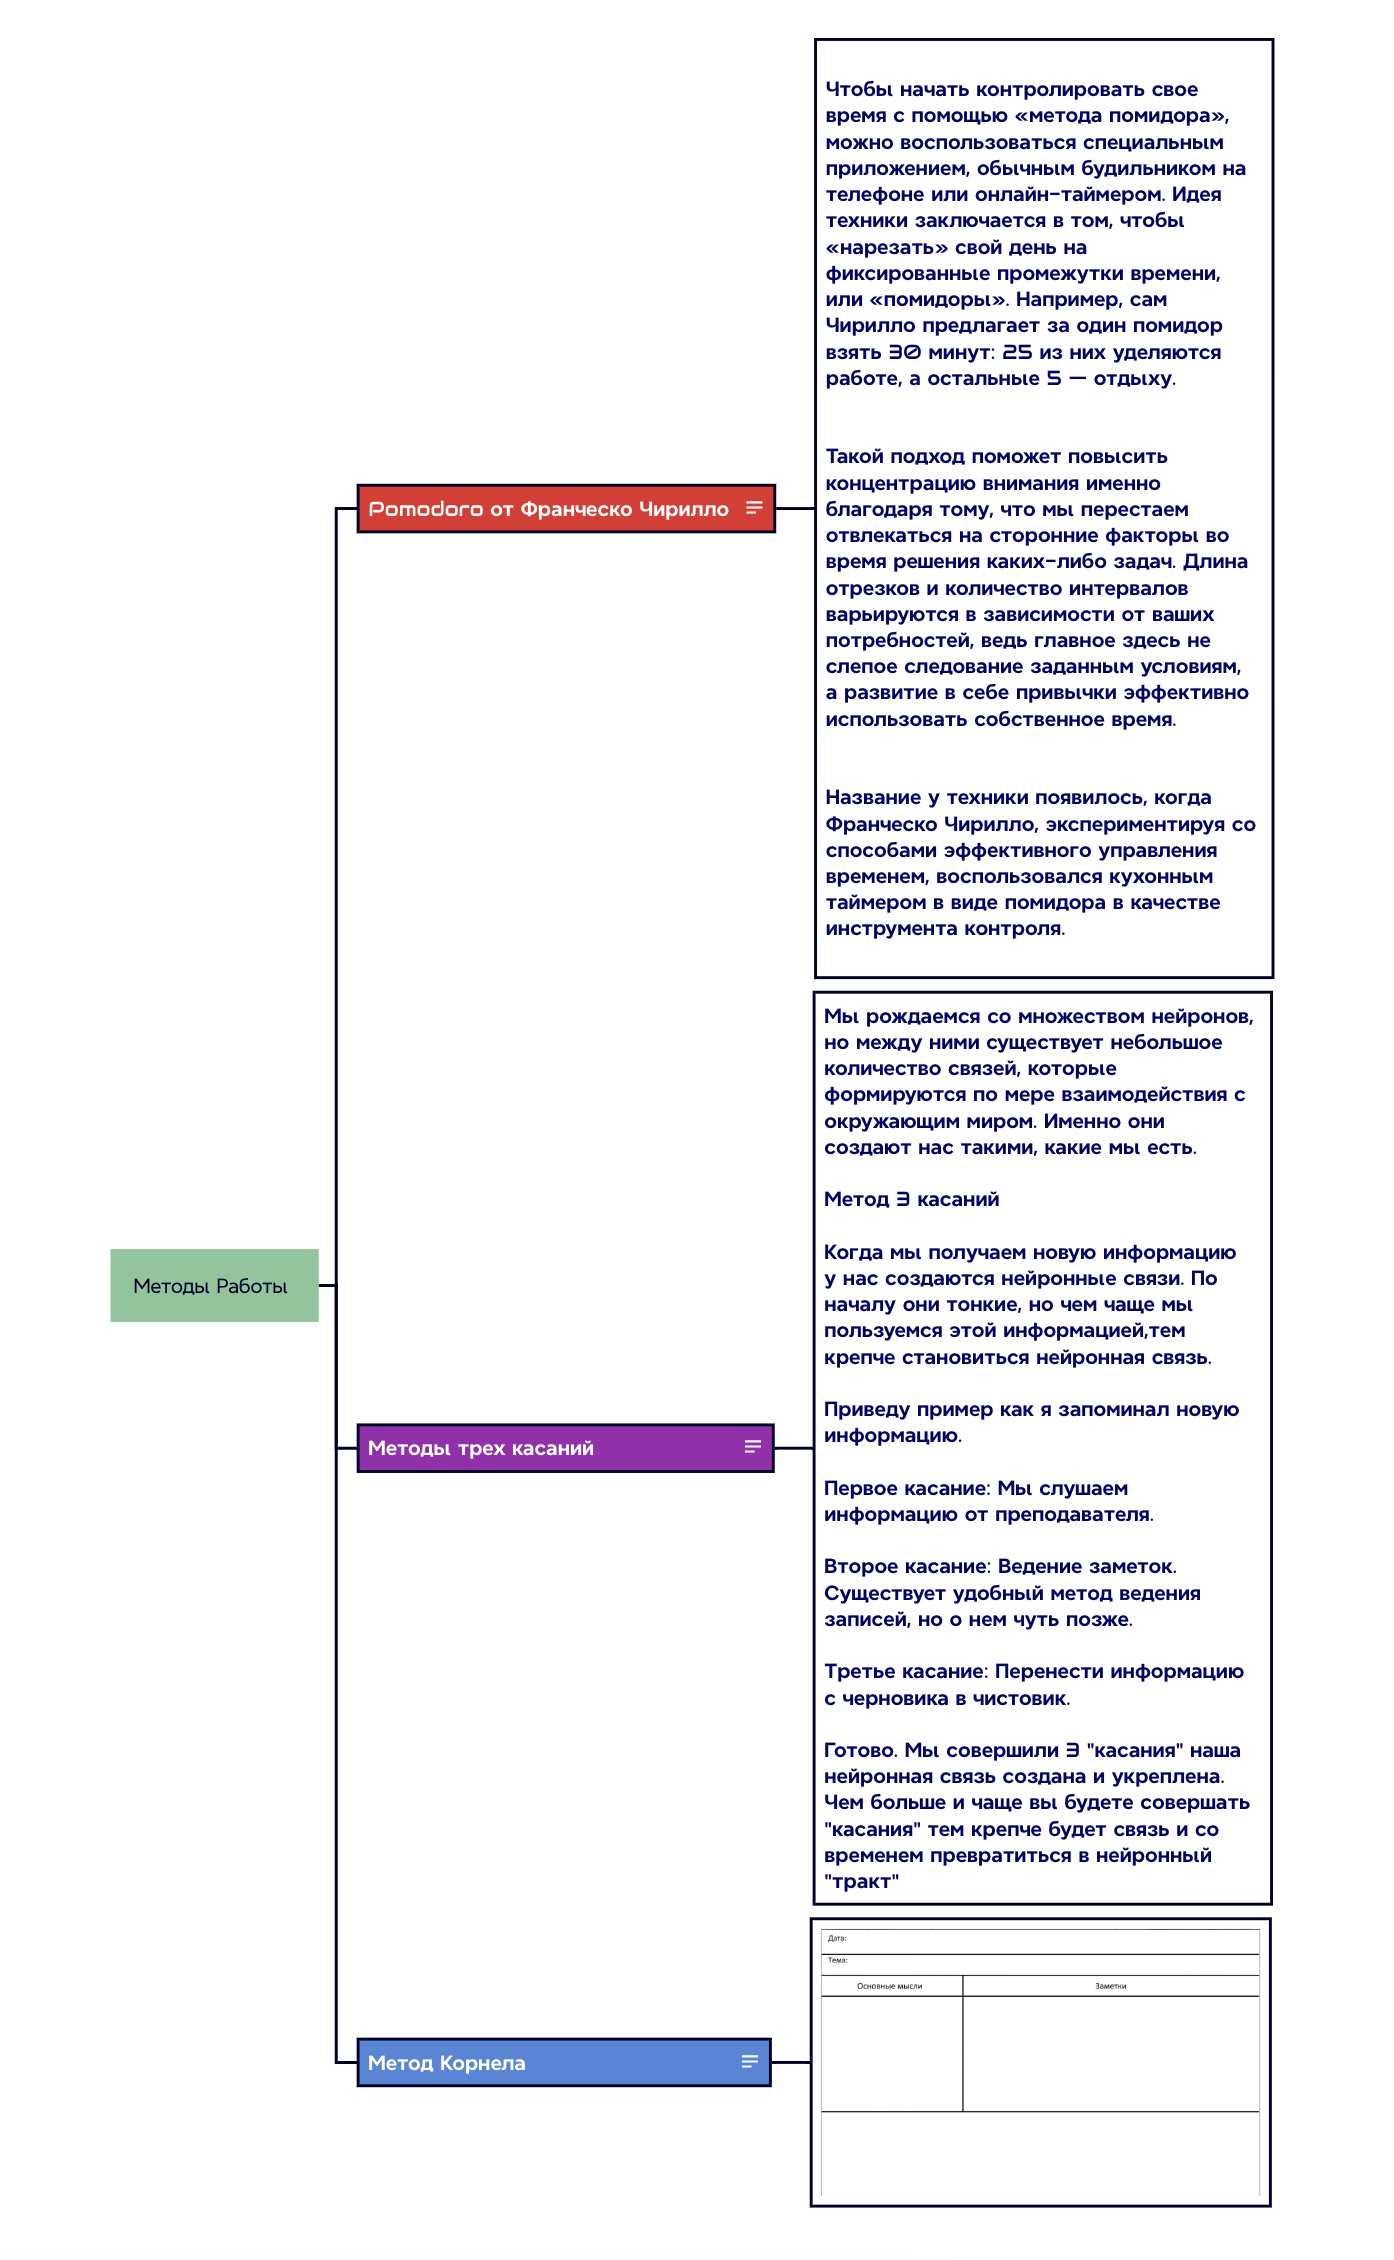 Чтобы начать контролировать свое
время с помощью «метода помидора»,
можно воспользоваться специальным
приложением, обычным будильником на
телефоне или онлайн-таймером. Идея
техники заключается в том, чтобы
«нарезать» свой день на
фиксированные промежутки времени,
или «помидоры». Например, сам
Чирилло предлагает за один помидор
взять 30 минут: 25 из них уделяются
работе, а остальные 5 — отдыху.
Такой подход поможет повысить
концентрацию внимания именно
благодаря тому, что мы перестаем
отвлекаться на сторонние факторы во
время решения каких-либо задач. Длина
отрезков и количество интервалов
варьируются в зависимости от ваших
потребностей, ведь главное здесь не
слепое следование заданным условиям,
а развитие в себе привычки эффективно
использовать собственное время.
Название у техники появилось, когда
Франческо Чирилло, экспериментируя со
способами эффективного управления
временем, воспользовался кухонным
таймером в виде помидора в качестве
инструмента контроля.
Pomodoro от Франческо Чирилло
Мы рождаемся со множеством нейронов,
но между ними существует небольшое
количество связей, которые
формируются по мере взаимодействия с
окружающим миром. Именно они
создают нас такими, какие мы есть.
Метод 3 касаний
Когда мы получаем новую информацию
у нас создаются нейронные связи. По
началу они тонкие, но чем чаще мы
пользуемся этой информацией,тем
крепче становиться нейронная связь.
Приведу пример как я запоминал новую
информацию.
Первое касание: Мы слушаем
информацию от преподавателя.
Второе касание: Ведение заметок.
Существует удобный метод ведения
записей, но о нем чуть позже.
Третье касание: Перенести информацию
с черновика в чистовик.
Готово. Мы совершили 3 "касания" наша
нейронная связь создана и укреплена.
Чем больше и чаще вы будете совершать
"касания" тем крепче будет связь и со
временем превратиться в нейронный
"тракт"
Методы Работы
Методы трех касаний
Метод Корнела
Дата:
Тема:
Основные мысли
Заметки